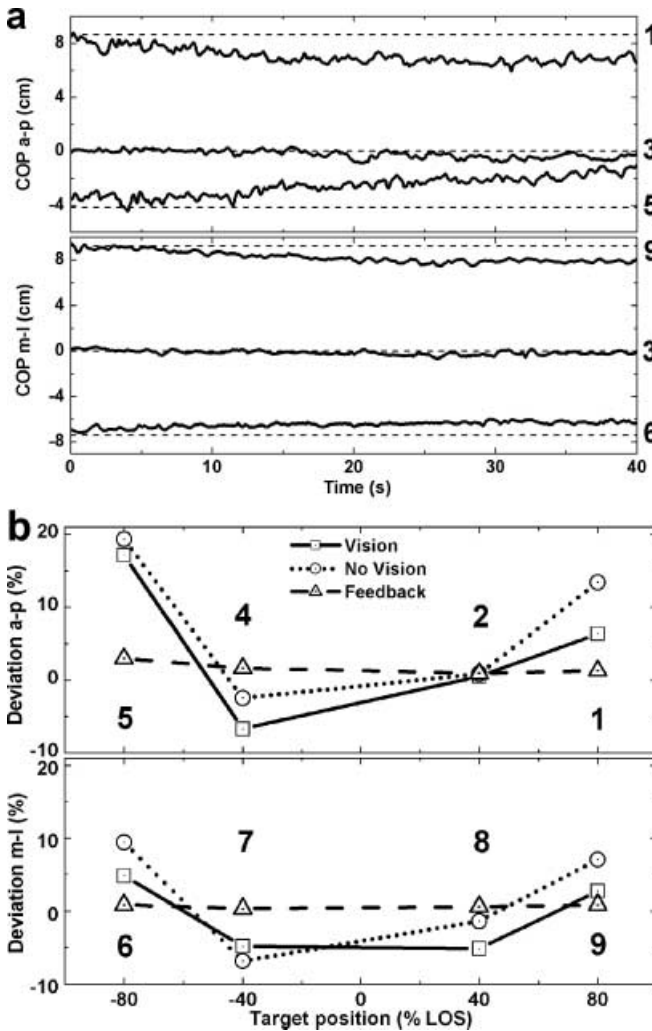 a
COP a-p (cm)
8
4
0
-4
1
3
5
COP m-l (cm)
8
4
0
-4
-8
9
3
6
0 10 20 30 40
Time (s)
b
Deviation a-p (%)
20
10
0
-10
Vision
No Vision
Feedback
4 2
5 1
Deviation m-l (%)
20
10
0
-10
7 8
6 9
-80 -40 0 40 80
Target position (% LOS)